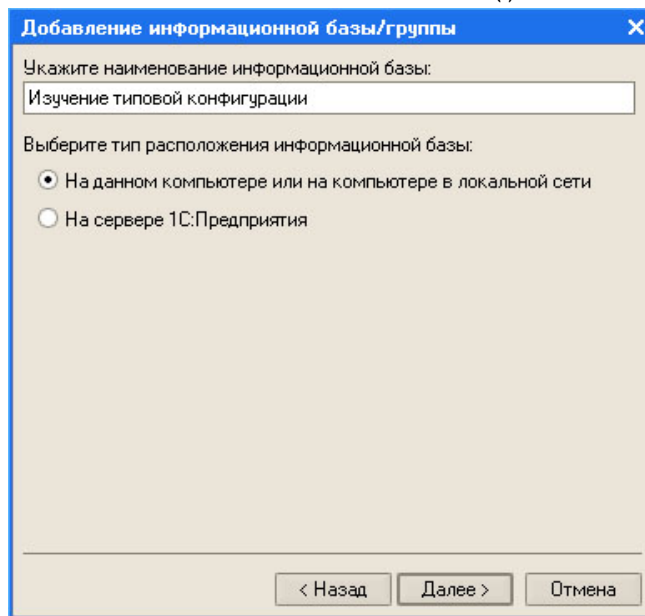 Добавление информационной базы/группы
Укажите наименование информационной базы:
Изучение типовой конфигурации
Выберите тип расположения информационной базы:
На данном компьютере или на компьютере в локальной сети
На сервере 1С:Предприятия
< Назад Далее > Отмена